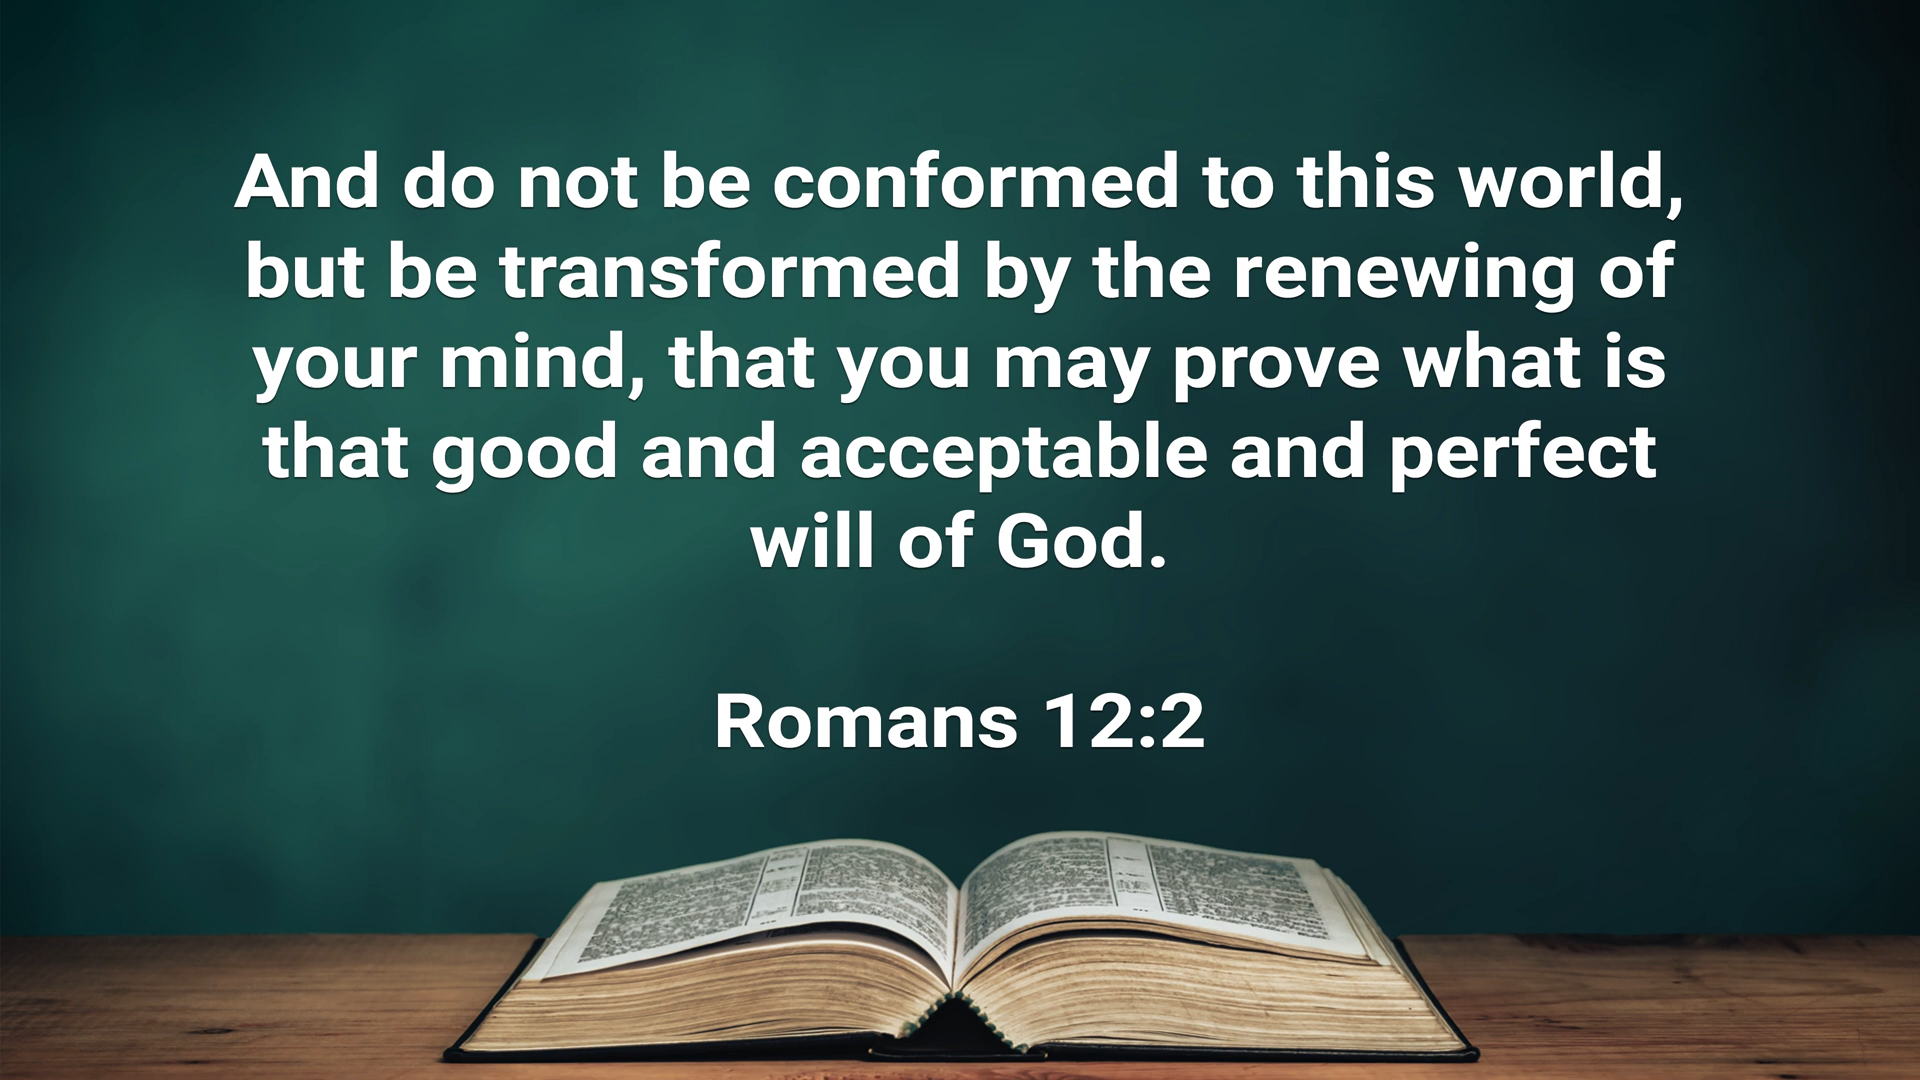 And do not be conformed to this world,
but be transformed by the renewing of
your mind, that you may prove what is
that good and acceptable and perfect
will of God.
Romans 12:2